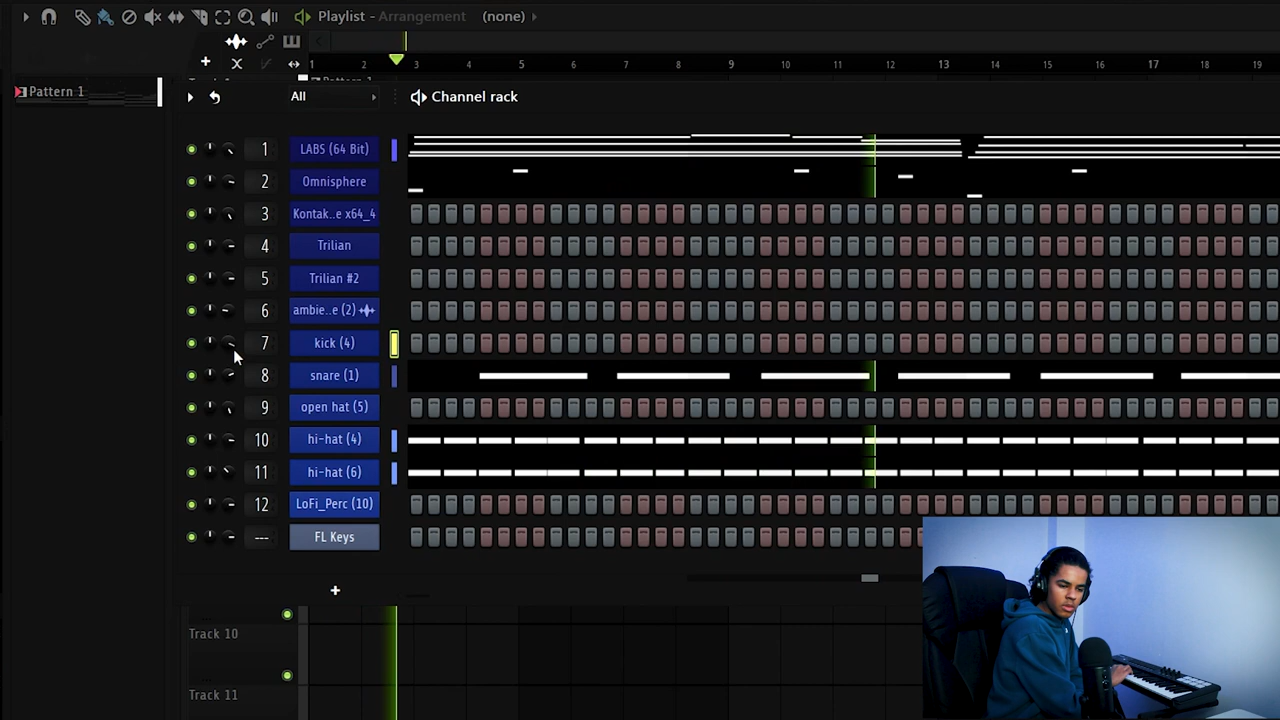 Playlist - Arrangement (none)
1 2 3 4 5 6 7 8 9 10 11 12 13 14 15 16 17 18 19
Pattern 1
All
Channel rack
1 LABS (64 Bit)
2 Omnisphere
3 Kontak..e x64_4
4 Trilian
5 Trilian #2
6 ambie..e (2)
7 kick (4)
8 snare (1)
9 open hat (5)
10 hi-hat (4)
11 hi-hat (6)
12 LoFi_Perc (10)
--- FL Keys
Track 10
Track 11